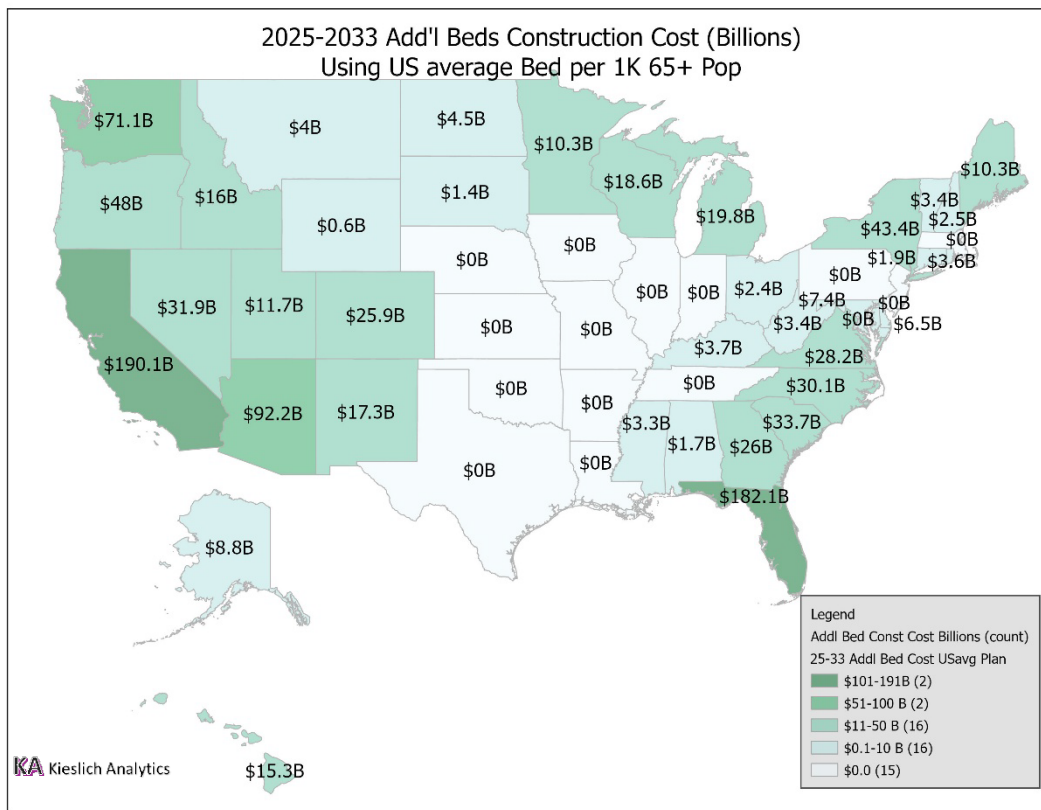 2025-2033 Add'l Beds Construction Cost (Billions)
Using US average Bed per 1K 65+ Pop
$71.1B
$4B
$4.5B
$10.3B
$10.3B
$48B
$16B
$1.4B
$18.6B
$19.8B
$3.4B
$2.5B
$43.4B
$0B
$0.6B
$1.9B
$3.6B
$0B
$0B
$0B
$31.9B
$11.7B
$25.9B
$0B
$0B
$2.4B
$7.4B
$0B
$0B
$0B
$3.4B
$0B
$6.5B
$3.7B
$28.2B
$190.1B
$92.2B
$17.3B
$0B
$0B
$0B
$30.1B
$3.3B
$1.7B
$26B
$33.7B
$0B
$0B
$182.1B
$8.8B
$15.3B
Legend
Addl Bed Const Cost Billions (count)
25-33 Addl Bed Cost USavg Plan
$101-191B (2)
$51-100 B (2)
$11-50 B (16)
$0.1-10 B (16)
$0.0 (15)
KA Kieslich Analytics